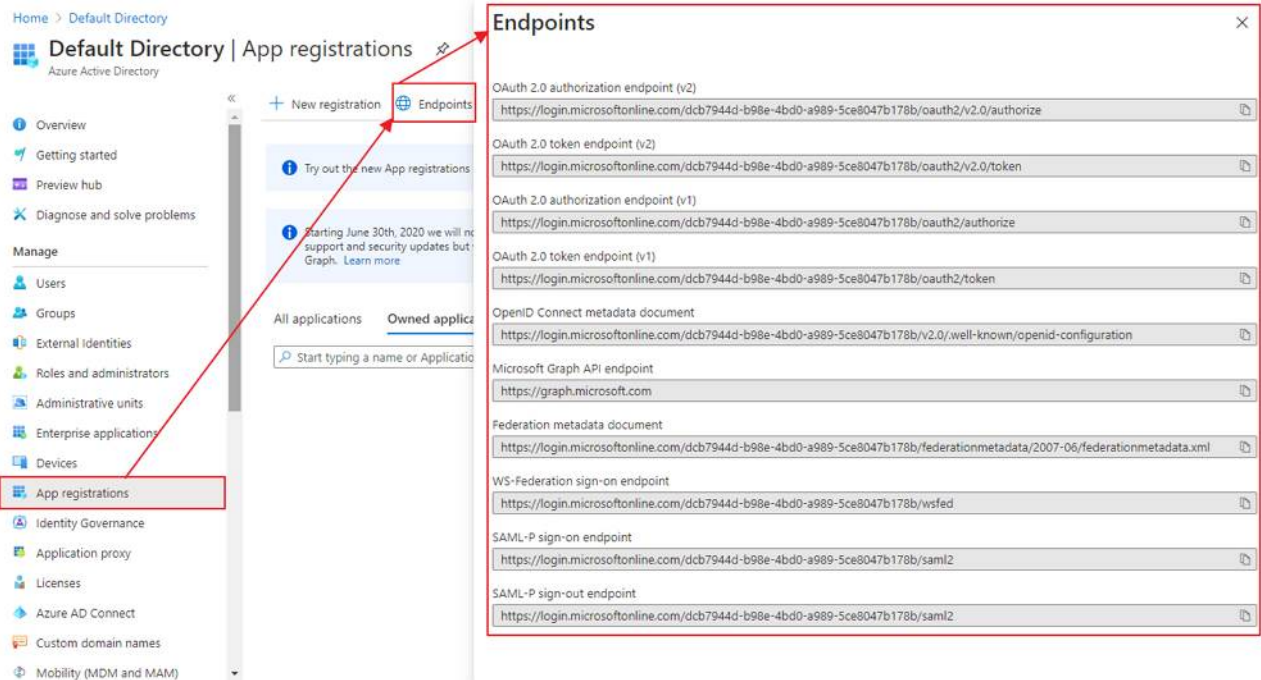 Home > Default Directory
Default Directory | App registrations
Azure Active Directory
«
Overview
Getting started
Preview hub
Diagnose and solve problems
Manage
Users
Groups
External Identities
Roles and administrators
Administrative units
Enterprise applications
Devices
App registrations
Identity Governance
Application proxy
Licenses
Azure AD Connect
Custom domain names
Mobility (MDM and MAM)
+ New registration
Endpoints
Try out the new App registrations
Starting June 30th, 2020 we will no
support and security updates but
Graph. Learn more
All applications
Owned applica
Start typing a name or Applicatio
Endpoints
OAuth 2.0 authorization endpoint (v2)
https://login.microsoftonline.com/dcb7944d-b98e-4bd0-a989-5ce8047b178b/oauth2/v2.0/authorize
OAuth 2.0 token endpoint (v2)
https://login.microsoftonline.com/dcb7944d-b98e-4bd0-a989-5ce8047b178b/oauth2/v2.0/token
OAuth 2.0 authorization endpoint (v1)
https://login.microsoftonline.com/dcb7944d-b98e-4bd0-a989-5ce8047b178b/oauth2/authorize
OAuth 2.0 token endpoint (v1)
https://login.microsoftonline.com/dcb7944d-b98e-4bd0-a989-5ce8047b178b/oauth2/token
OpenID Connect metadata document
https://login.microsoftonline.com/dcb7944d-b98e-4bd0-a989-5ce8047b178b/v2.0/.well-known/openid-configuration
Microsoft Graph API endpoint
https://graph.microsoft.com
Federation metadata document
https://login.microsoftonline.com/dcb7944d-b98e-4bd0-a989-5ce8047b178b/federationmetadata/2007-06/federationmetadata.xml
WS-Federation sign-on endpoint
https://login.microsoftonline.com/dcb7944d-b98e-4bd0-a989-5ce8047b178b/wsfed
SAML-P sign-on endpoint
https://login.microsoftonline.com/dcb7944d-b98e-4bd0-a989-5ce8047b178b/saml2
SAML-P sign-out endpoint
https://login.microsoftonline.com/dcb7944d-b98e-4bd0-a989-5ce8047b178b/saml2